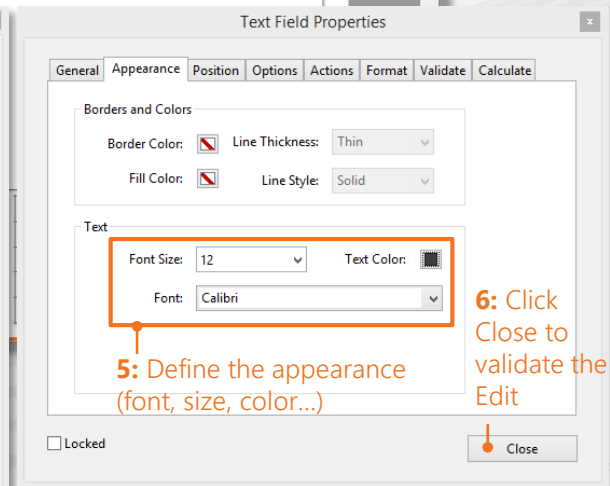 Text Field Properties
x
General Appearance Position Options Actions Format Validate Calculate
Borders and Colors
Border Color: Line Thickness: Thin
Fill Color: Line Style: Solid
Text
Font Size: 12 Text Color:
Font: Calibri
5: Define the appearance
(font, size, color...)
6: Click
Close to
validate the
Edit
Locked
Close